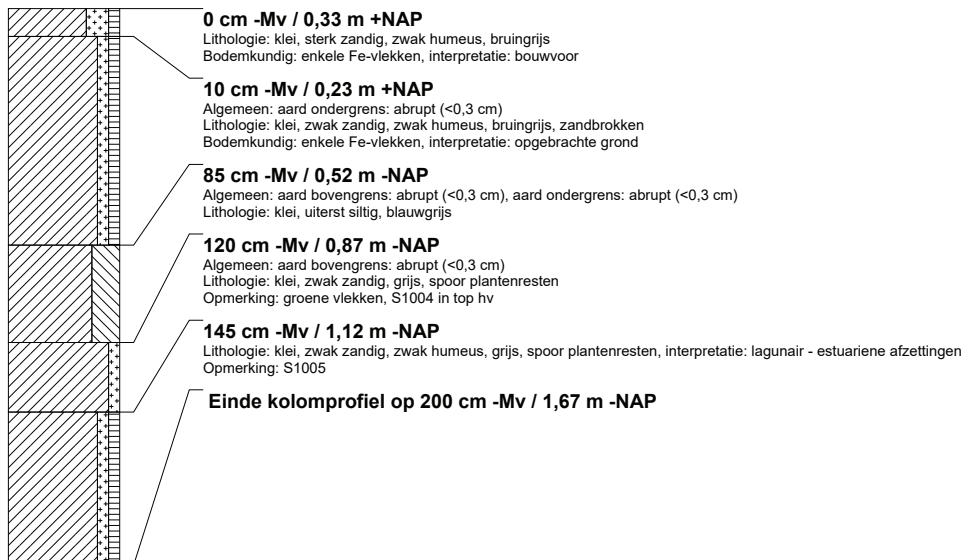 0 cm -Mv / 0,33 m +NAP
Lithologie: klei, sterk zandig, zwak humeus, bruingrijs
Bodemkundig: enkele Fe-vlekken, interpretatie: bouwvoor
10 cm -Mv / 0,23 m +NAP
Algemeen: aard ondergrens: abrupt (<0,3 cm)
Lithologie: klei, zwak zandig, zwak humeus, bruingrijs, zandbrokken
Bodemkundig: enkele Fe-vlekken, interpretatie: opgebrachte grond
85 cm -Mv / 0,52 m -NAP
Algemeen: aard bovengrens: abrupt (<0,3 cm), aard ondergrens: abrupt (<0,3 cm)
Lithologie: klei, uiterst siltig, blauwgrijs
120 cm -Mv / 0,87 m -NAP
Algemeen: aard bovengrens: abrupt (<0,3 cm)
Lithologie: klei, zwak zandig, grijs, spoor plantenresten
Opmerking: groene vlekken, S1004 in top hv
145 cm -Mv / 1,12 m -NAP
Lithologie: klei, zwak zandig, zwak humeus, grijs, spoor plantenresten, interpretatie: lagunair - estuariene afzettingen
Opmerking: S1005
Einde kolomprofiel op 200 cm -Mv / 1,67 m -NAP